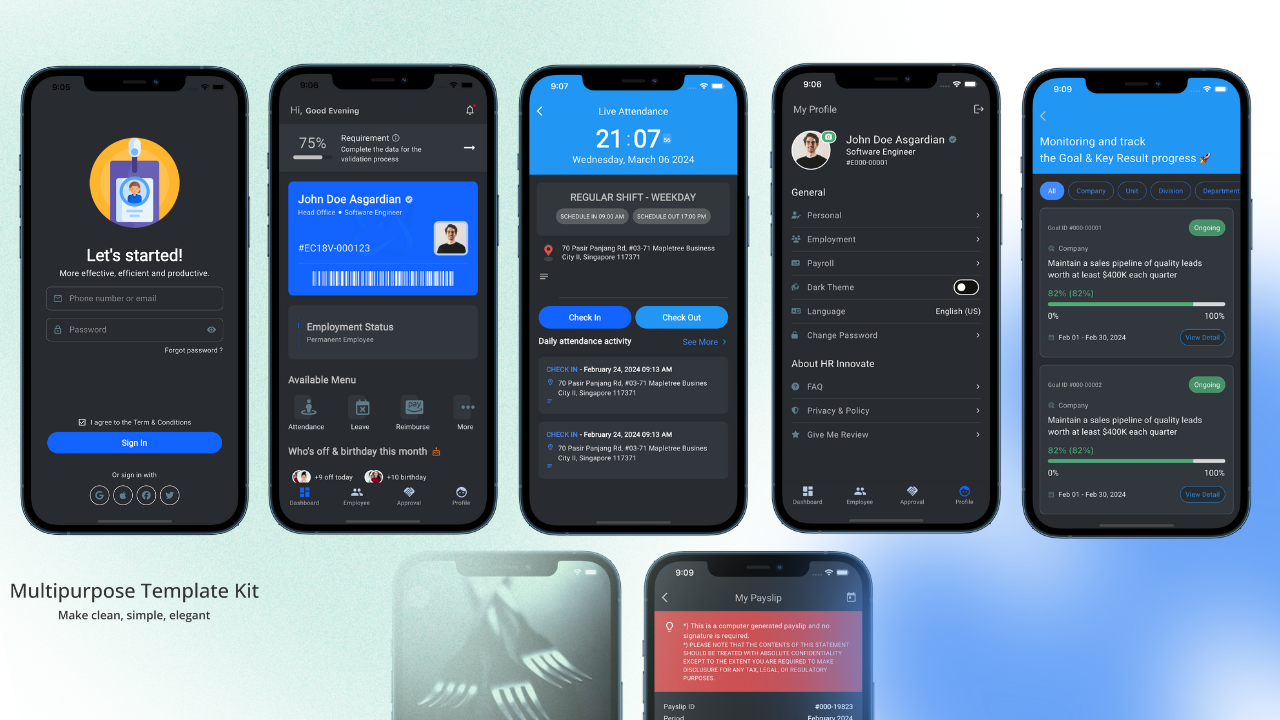 9:05
Let's started!
More effective, efficient and productive.
Phone number or email
Password
Forgot password ?
I agree to the Term & Conditions
Sign In
Or sign in with
9:06
Hi, Good Evening
75%
Requirement
Complete the data for the
validation process
John Doe Asgardian
Head Office • Software Engineer
#EC18V-000123
Employment Status
Permanent Employee
Available Menu
Attendance Leave Reimburse More
Who's off & birthday this month
+9 off today +10 birthday
Dashboard Employee Approval Profile
9:07
Live Attendance
21 : 07 56
Wednesday, March 06 2024
REGULAR SHIFT - WEEKDAY
SCHEDULE IN 09:00 AM SCHEDULE OUT 17:00 PM
70 Pasir Panjang Rd, #03-71 Mapletree Business
City II, Singapore 117371
Check In Check Out
Daily attendance activity See More
CHECK IN - February 24, 2024 09:13 AM
70 Pasir Panjang Rd, #03-71 Mapletree Busines
City II, Singapore 117371
CHECK IN - February 24, 2024 09:13 AM
70 Pasir Panjang Rd, #03-71 Mapletree Busines
City II, Singapore 117371
9:06
My Profile
John Doe Asgardian
Software Engineer
#E000-00001
General
Personal
Employment
Payroll
Dark Theme
Language English (US)
Change Password
About HR Innovate
FAQ
Privacy & Policy
Give Me Review
Dashboard Employee Approval Profile
9:09
Monitoring and track
the Goal & Key Result progress 🚀
All Company Unit Division Department
Goal ID #000-00001 Ongoing
Company
Maintain a sales pipeline of quality leads
worth at least $400K each quarter
82% (82%)
0% 100%
Feb 01 - Feb 30, 2024 View Detail
Goal ID #000-00002 Ongoing
Company
Maintain a sales pipeline of quality leads
worth at least $400K each quarter
82% (82%)
0% 100%
Feb 01 - Feb 30, 2024 View Detail
Multipurpose Template Kit
Make clean, simple, elegant
9:09
My Payslip
*) This is a computer generated payslip and no
signature is required.
*) PLEASE NOTE THAT THE CONTENTS OF THIS STATEMENT
SHOULD BE TREATED WITH ABSOLUTE CONFIDENTIALITY
EXCEPT TO THE EXTENT YOU ARE REQUIRED TO MAKE
DISCLUSURE FOR ANY TAX, LEGAL, OR REGULATORY
PURPOSES.
Payslip ID #000-19823
Period February 2024